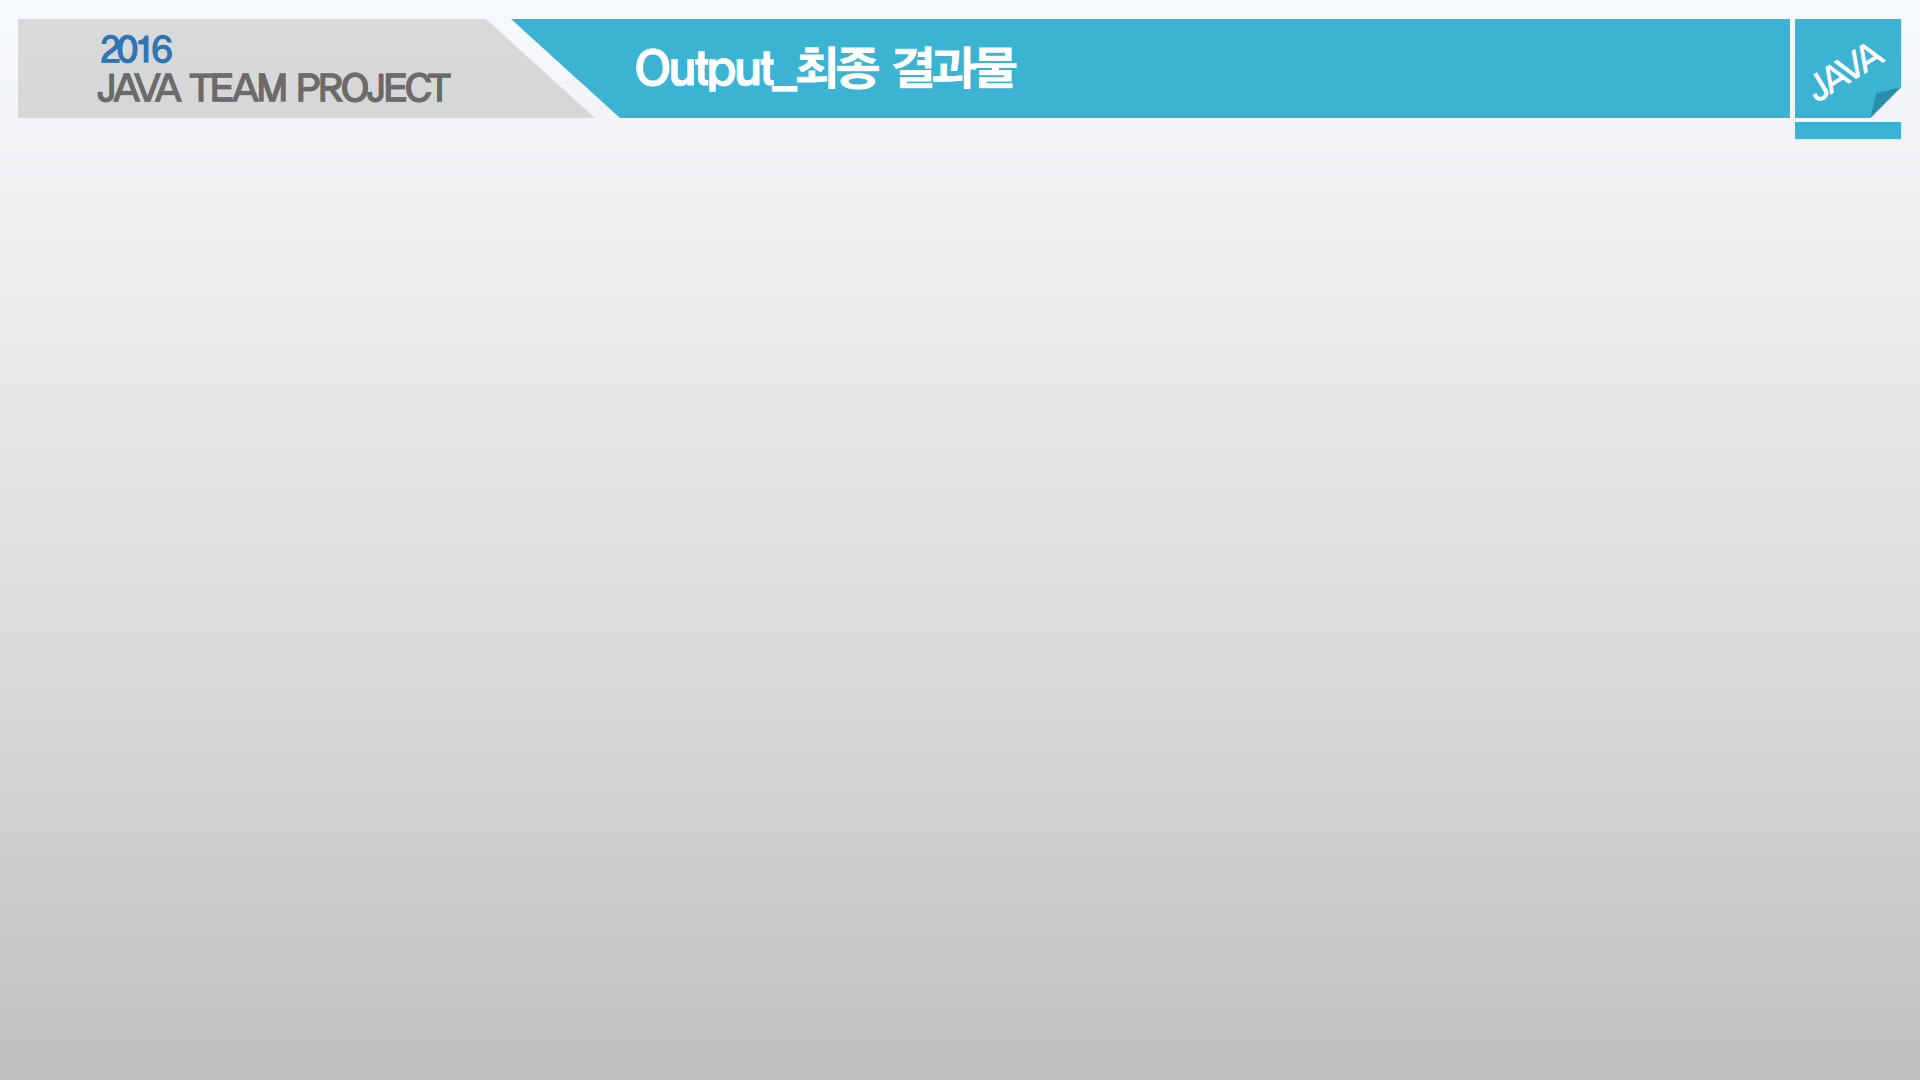 2016
JAVA TEAM PROJECT
Output_최종 결과물
JAVA